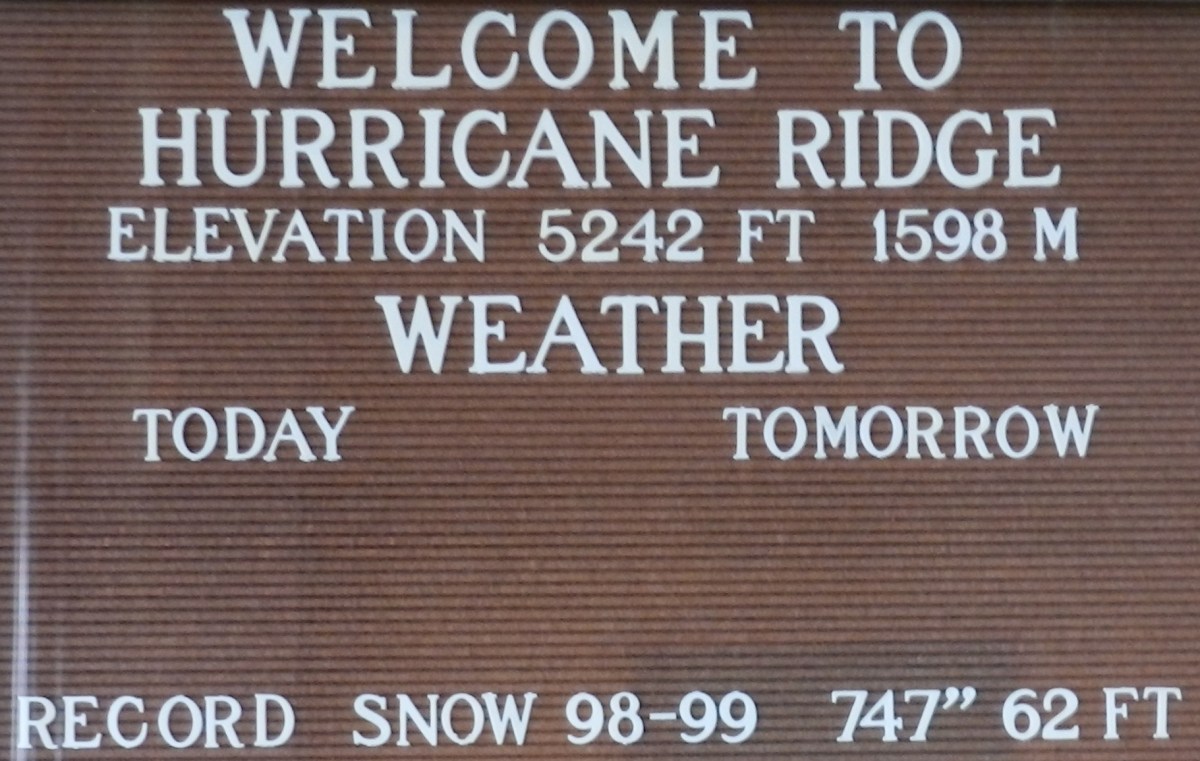 WELCOME TO
HURRICANE RIDGE
ELEVATION 5242 FT 1598 M
WEATHER
TODAY TOMORROW
RECORD SNOW 98-99 747" 62 FT